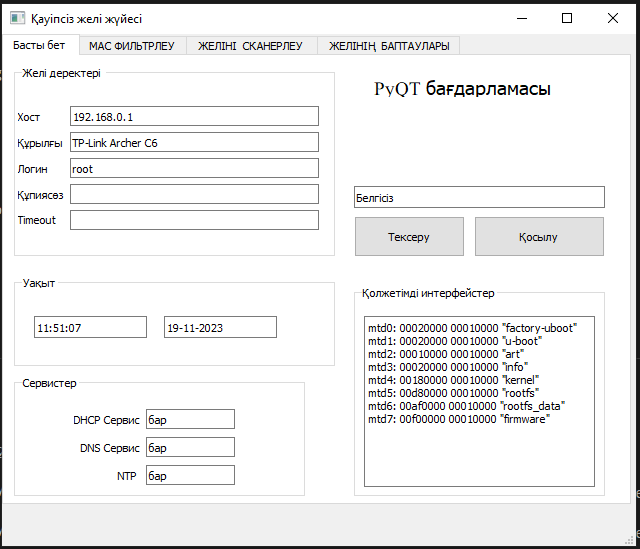 Қауіпсіз желі жүйесі
Басты бет
МАС ФИЛЬТРЛЕУ
ЖЕЛІНІ СКАНЕРЛЕУ
ЖЕЛІНІҢ БАПТАУЛАРЫ
Желі деректері
Хост 192.168.0.1
Құрылғы TP-Link Archer C6
Логин root
Құпиясөз
Timeout
PyQT бағдарламасы
Белгісіз
Тексеру
Қосылу
Уақыт
11:51:07 19-11-2023
Сервистер
DHCP Сервис бар
DNS Сервис бар
NTP бар
Қолжетімді интерфейстер
mtd0: 00020000 00010000 "factory-uboot"
mtd1: 00020000 00010000 "u-boot"
mtd2: 00010000 00010000 "art"
mtd3: 00020000 00010000 "info"
mtd4: 00180000 00010000 "kernel"
mtd5: 00d80000 00010000 "rootfs"
mtd6: 00af0000 00010000 "rootfs_data"
mtd7: 00f00000 00010000 "firmware"